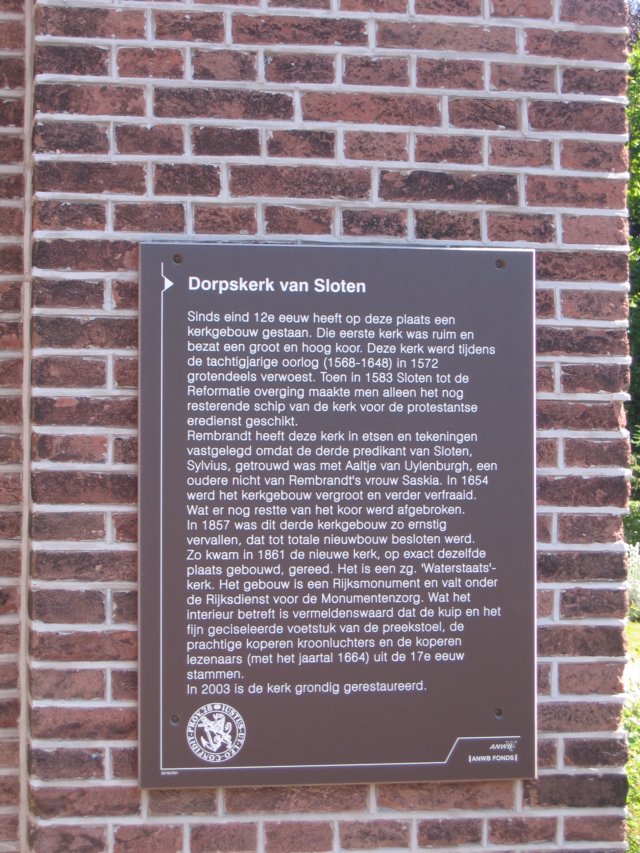 Dorpskerk van Sloten
Sinds eind 12e eeuw heeft op deze plaats een
kerkgebouw gestaan. Die eerste kerk was ruim en
bezat een groot en hoog koor. Deze kerk werd tijdens
de tachtigjarige oorlog (1568-1648) in 1572
grotendeels verwoest. Toen in 1583 Sloten tot de
Reformatie overging maakte men alleen het nog
resterende schip van de kerk voor de protestantse
eredienst geschikt.
Rembrandt heeft deze kerk in etsen en tekeningen
vastgelegd omdat de derde predikant van Sloten,
Sylvius, getrouwd was met Aaltje van Uylenburgh, een
oudere nicht van Rembrandt's vrouw Saskia. In 1654
werd het kerkgebouw vergroot en verder verfraaid.
Wat er nog restte van het koor werd afgebroken.
In 1857 was dit derde kerkgebouw zo ernstig
vervallen, dat tot totale nieuwbouw besloten werd.
Zo kwam in 1861 de nieuwe kerk, op exact dezelfde
plaats gebouwd, gereed. Het is een zg. 'Waterstaats'-
kerk. Het gebouw is een Rijksmonument en valt onder
de Rijksdienst voor de Monumentenzorg. Wat het
interieur betreft is vermeldenswaard dat de kuip en het
fijn geciseleerde voetstuk van de preekstoel, de
prachtige koperen kroonluchters en de koperen
lezenaars (met het jaartal 1664) uit de 17e eeuw
stammen.
In 2003 is de kerk grondig gerestaureerd.
IUSTUS UT LEO CONFIDIT PROV. 28
ANWB
ANWB FONDS